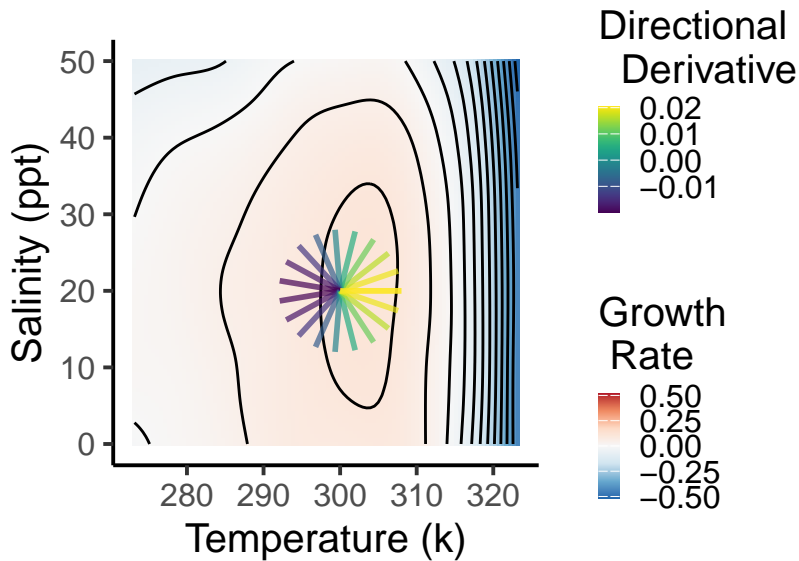 Salinity (ppt)
50
40
30
20
10
0
280 290 300 310 320
Temperature (k)
Directional
Derivative
0.02
0.01
0.00
−0.01
Growth
Rate
0.50
0.25
0.00
−0.25
−0.50